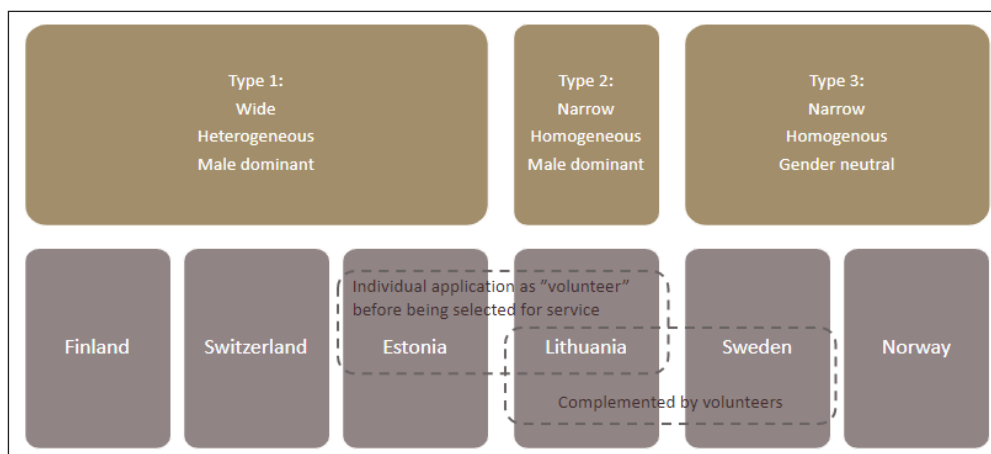 Type 1:
Wide
Heterogeneous
Male dominant
Type 2:
Narrow
Homogeneous
Male dominant
Type 3:
Narrow
Homogenous
Gender neutral
Individual application as ”volunteer”
before being selected for service
Finland
Switzerland
Estonia
Lithuania
Sweden
Norway
Complemented by volunteers